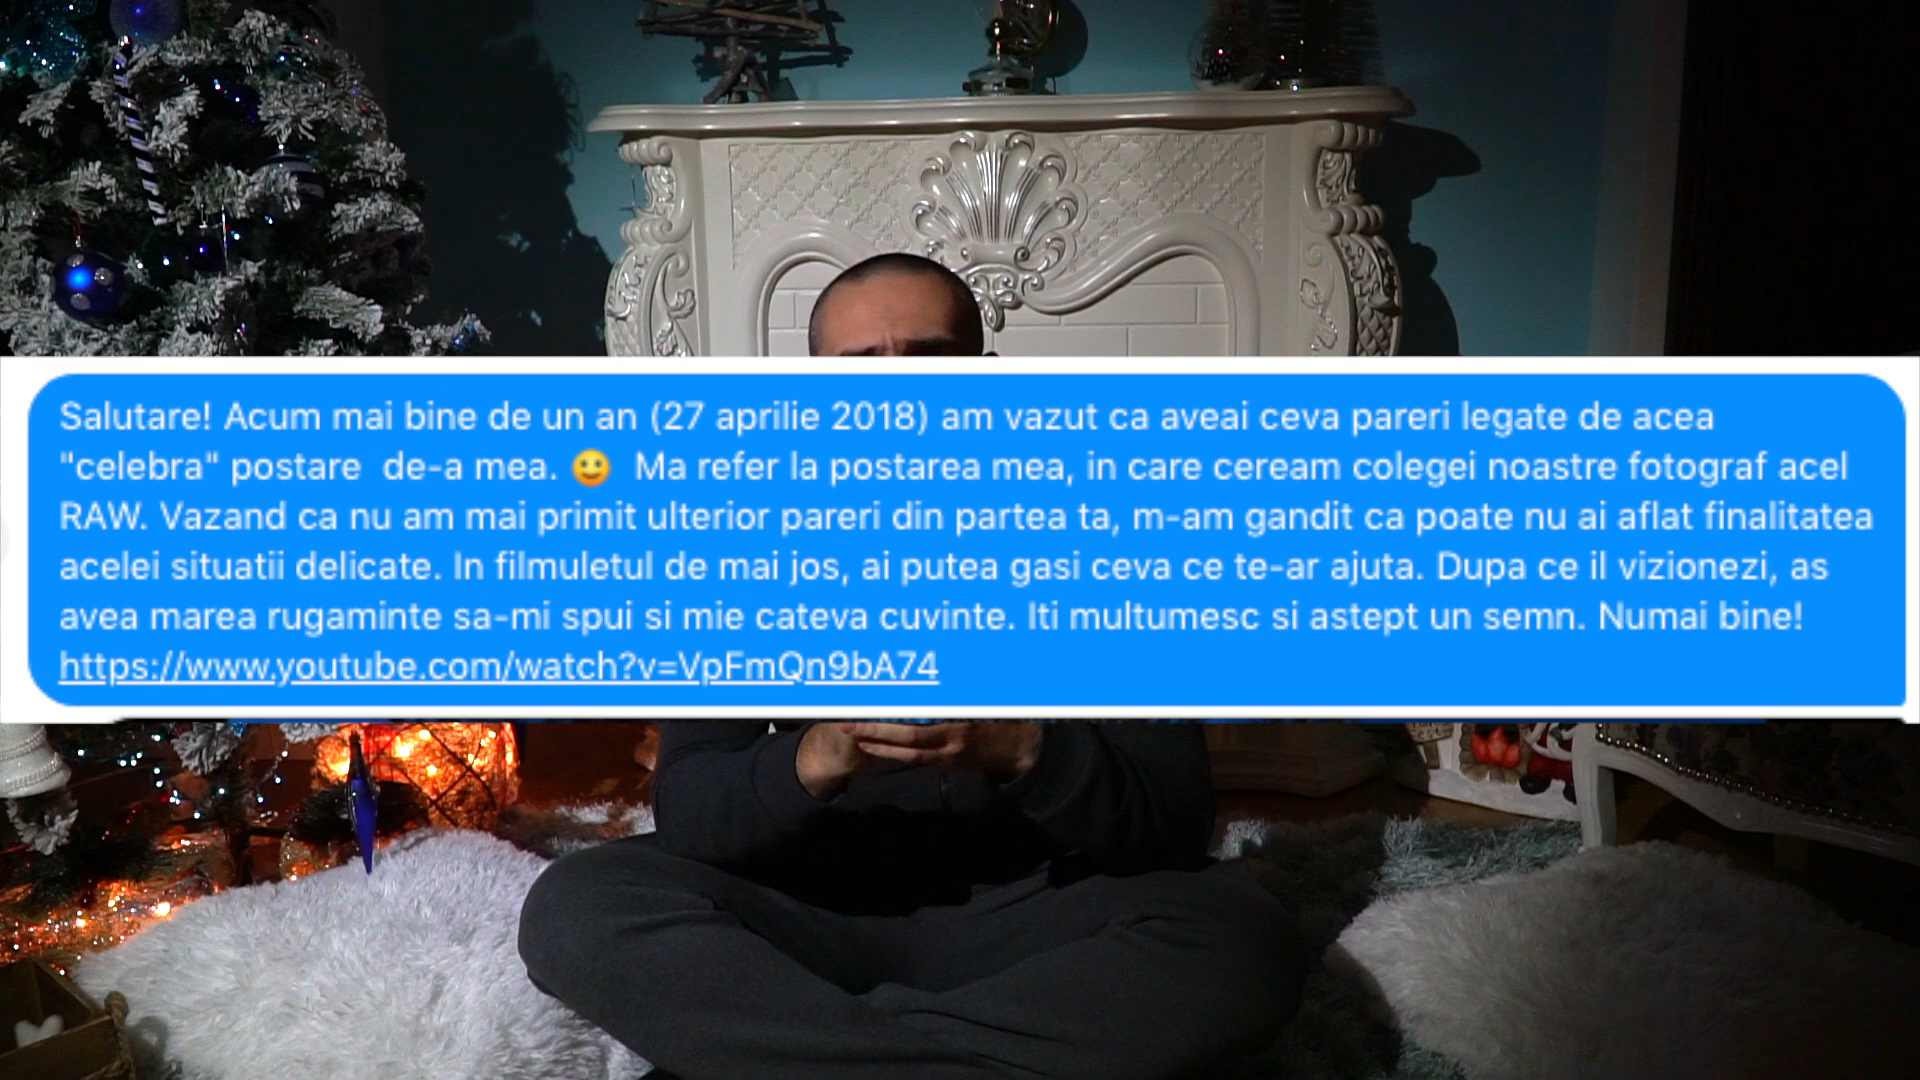 Salutare! Acum mai bine de un an (27 aprilie 2018) am vazut ca aveai ceva pareri legate de acea
"celebra" postare de-a mea. 🙂 Ma refer la postarea mea, in care ceream colegei noastre fotograf acel
RAW. Vazand ca nu am mai primit ulterior pareri din partea ta, m-am gandit ca poate nu ai aflat finalitatea
acelei situatii delicate. In filmuletul de mai jos, ai putea gasi ceva ce te-ar ajuta. Dupa ce il vizionezi, as
avea marea rugaminte sa-mi spui si mie cateva cuvinte. Iti multumesc si astept un semn. Numai bine!
https://www.youtube.com/watch?v=VpFmQn9bA74